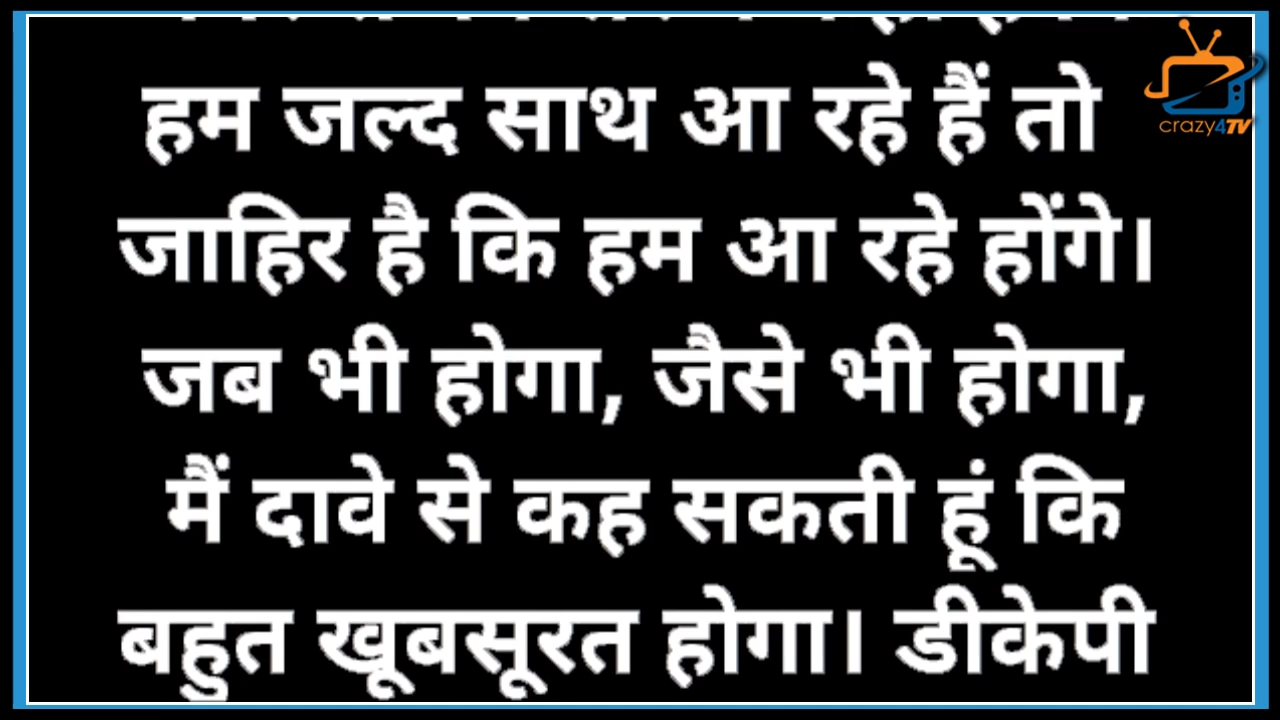 हम जल्द साथ आ रहे हैं तो
जाहिर है कि हम आ रहे होंगे।
जब भी होगा, जैसे भी होगा,
मैं दावे से कह सकती हूं कि
बहुत खूबसूरत होगा। डीकेपी
crazy4TV